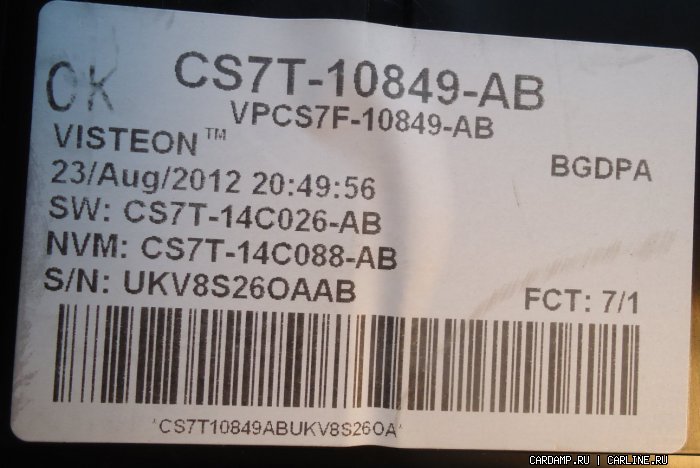 OK
CS7T-10849-AB
VPCS7F-10849-AB
VISTEON™
BGDPA
23/Aug/2012 20:49:56
SW: CS7T-14C026-AB
NVM: CS7T-14C088-AB
S/N: UKV8S26OAAB
FCT: 7/1
'CS7T10849ABUKV8S26OA'
CARDAMP.RU | CARLINE.RU